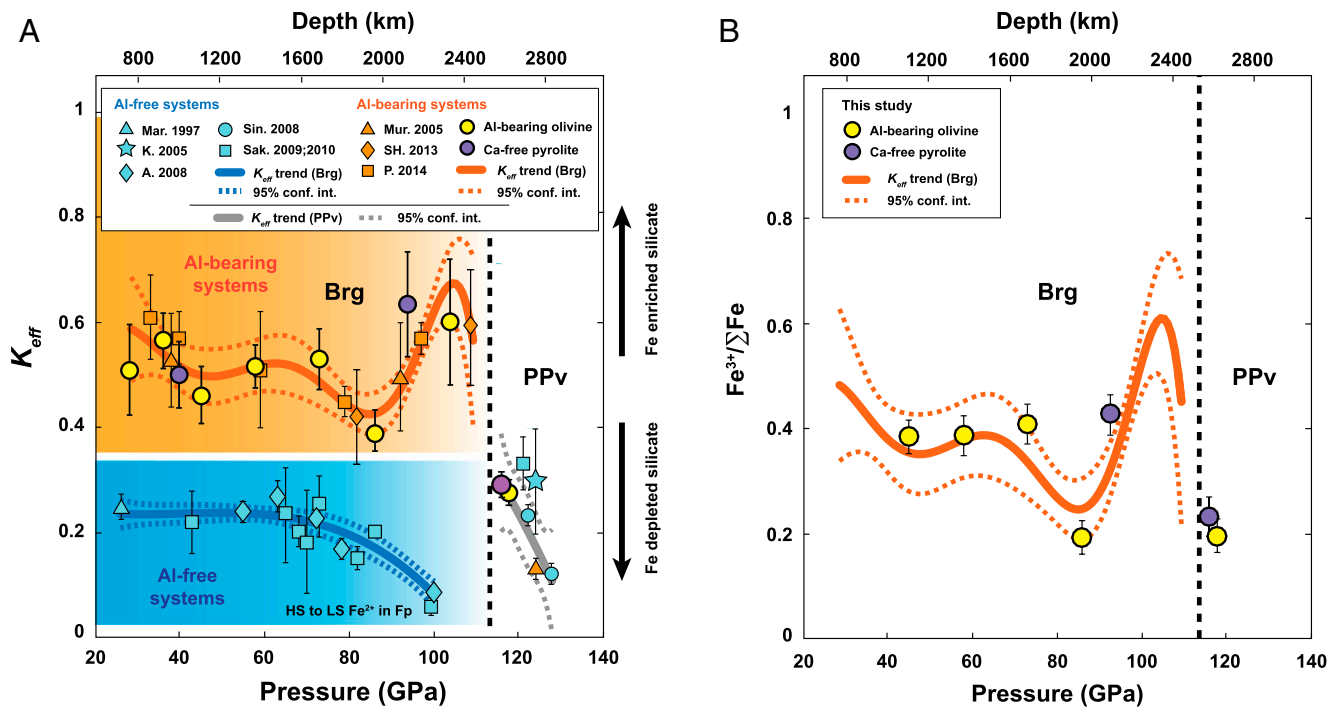 A
Depth (km)
800 1200 1600 2000 2400 2800
Al-free systems
Mar. 1997
K. 2005
A. 2008
Sin. 2008
Sak. 2009;2010
Keff trend (Brg)
95% conf. int.
Al-bearing systems
Mur. 2005
SH. 2013
P. 2014
Al-bearing olivine
Ca-free pyrolite
Keff trend (Brg)
95% conf. int.
Keff trend (PPv)
95% conf. int.
1
0.8
0.6
0.4
0.2
0
Keff
Al-bearing
systems
Brg
PPv
Al-free
systems
HS to LS Fe2+ in Fp
Fe enriched silicate
Fe depleted silicate
20 40 60 80 100 120 140
Pressure (GPa)
B
Depth (km)
800 1200 1600 2000 2400 2800
This study
Al-bearing olivine
Ca-free pyrolite
Keff trend (Brg)
95% conf. int.
1
0.8
0.6
0.4
0.2
0
Fe3+/∑Fe
Brg
PPv
20 40 60 80 100 120 140
Pressure (GPa)